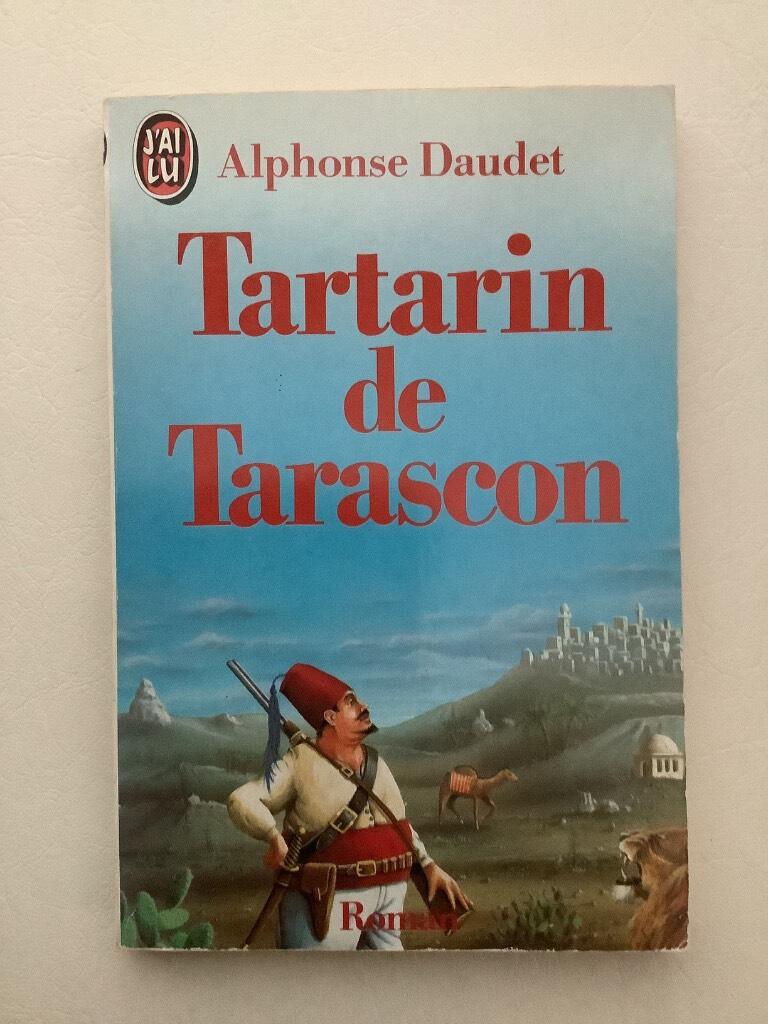 J'AI
LU
Alphonse Daudet
Tartarin
de
Tarascon
Roman